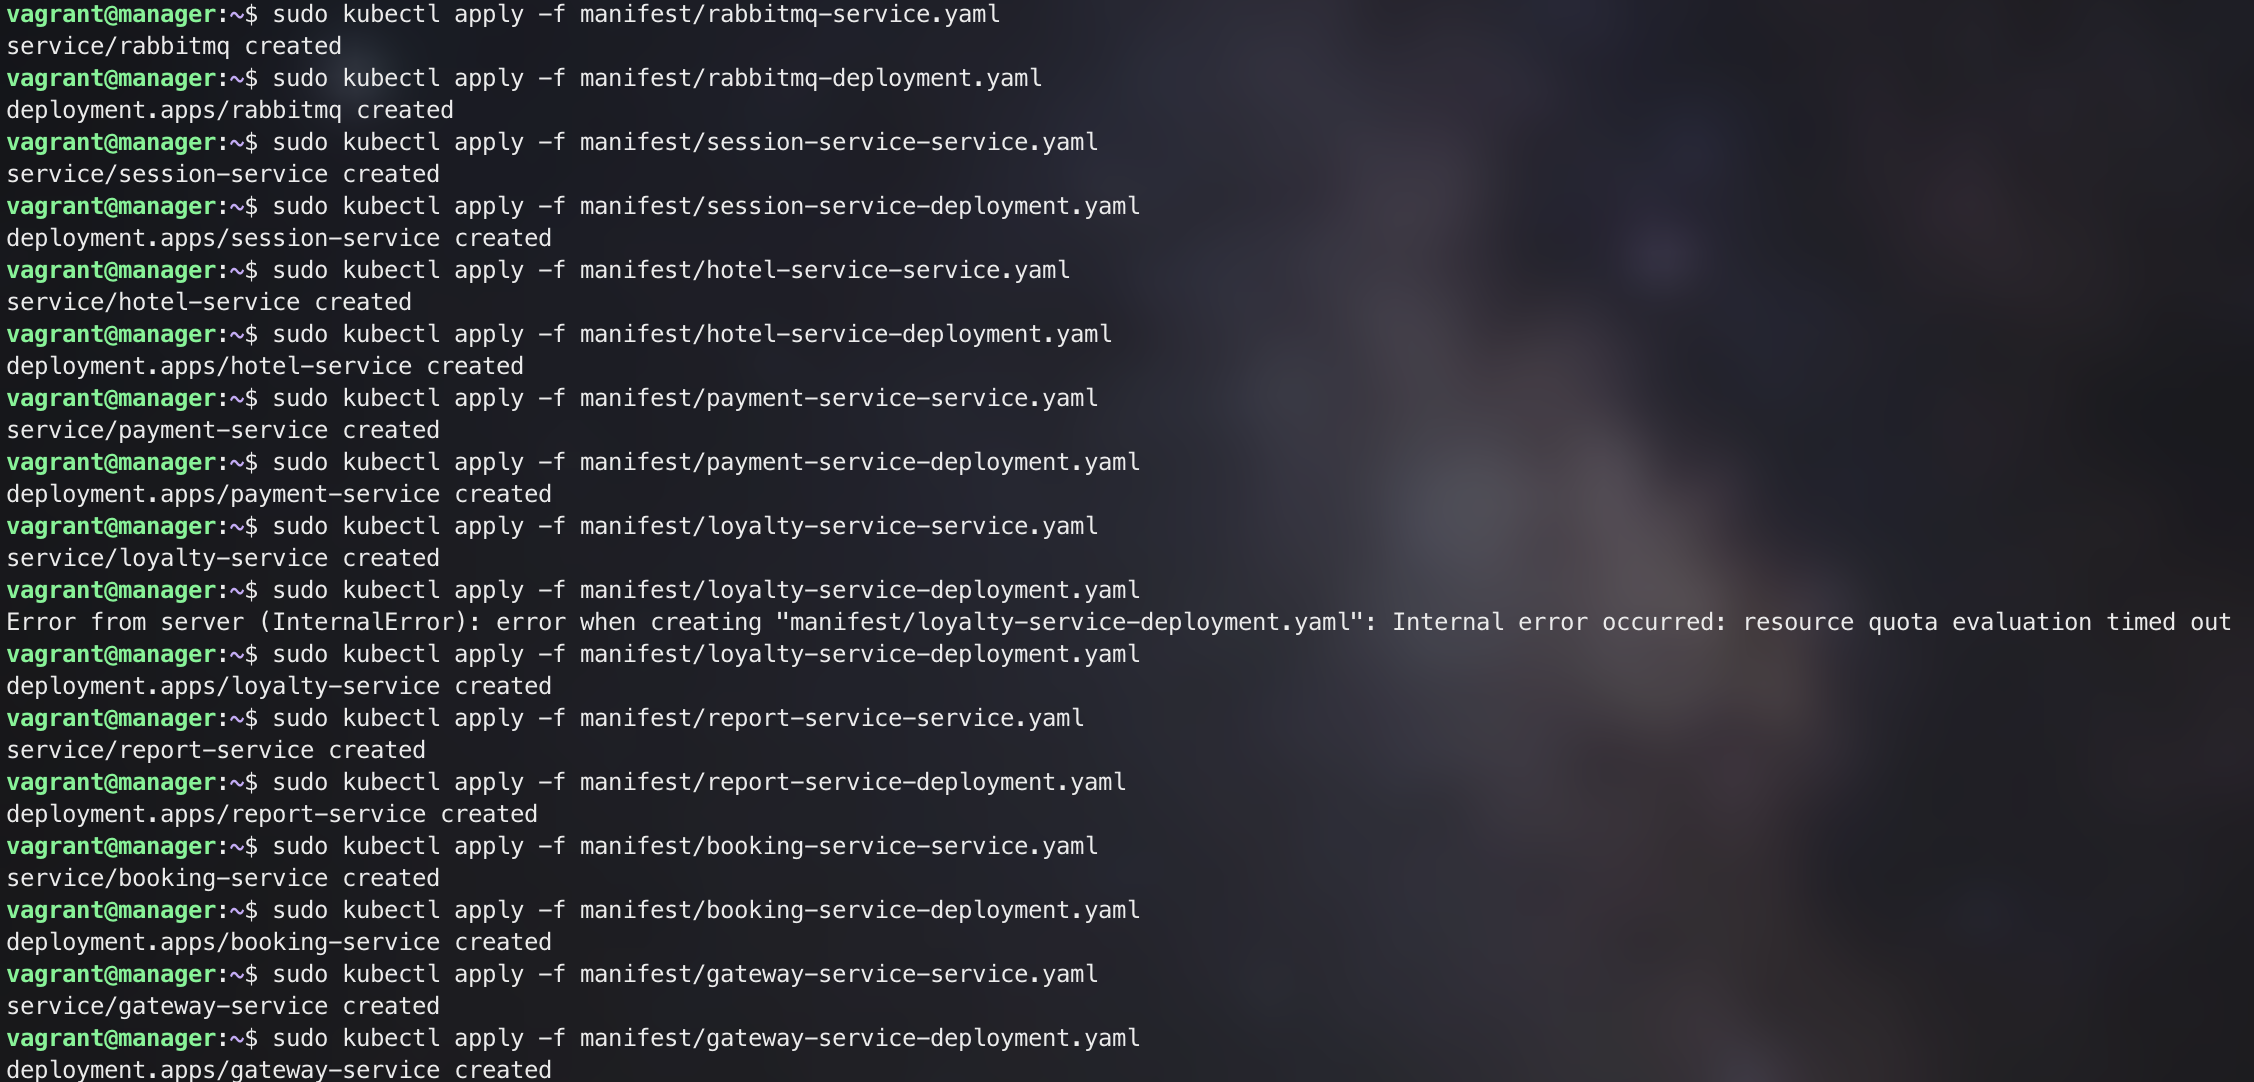 vagrant@manager:~$ sudo kubectl apply -f manifest/rabbitmq-service.yaml
service/rabbitmq created
vagrant@manager:~$ sudo kubectl apply -f manifest/rabbitmq-deployment.yaml
deployment.apps/rabbitmq created
vagrant@manager:~$ sudo kubectl apply -f manifest/session-service-service.yaml
service/session-service created
vagrant@manager:~$ sudo kubectl apply -f manifest/session-service-deployment.yaml
deployment.apps/session-service created
vagrant@manager:~$ sudo kubectl apply -f manifest/hotel-service-service.yaml
service/hotel-service created
vagrant@manager:~$ sudo kubectl apply -f manifest/hotel-service-deployment.yaml
deployment.apps/hotel-service created
vagrant@manager:~$ sudo kubectl apply -f manifest/payment-service-service.yaml
service/payment-service created
vagrant@manager:~$ sudo kubectl apply -f manifest/payment-service-deployment.yaml
deployment.apps/payment-service created
vagrant@manager:~$ sudo kubectl apply -f manifest/loyalty-service-service.yaml
service/loyalty-service created
vagrant@manager:~$ sudo kubectl apply -f manifest/loyalty-service-deployment.yaml
Error from server (InternalError): error when creating "manifest/loyalty-service-deployment.yaml": Internal error occurred: resource quota evaluation timed out
vagrant@manager:~$ sudo kubectl apply -f manifest/loyalty-service-deployment.yaml
deployment.apps/loyalty-service created
vagrant@manager:~$ sudo kubectl apply -f manifest/report-service-service.yaml
service/report-service created
vagrant@manager:~$ sudo kubectl apply -f manifest/report-service-deployment.yaml
deployment.apps/report-service created
vagrant@manager:~$ sudo kubectl apply -f manifest/booking-service-service.yaml
service/booking-service created
vagrant@manager:~$ sudo kubectl apply -f manifest/booking-service-deployment.yaml
deployment.apps/booking-service created
vagrant@manager:~$ sudo kubectl apply -f manifest/gateway-service-service.yaml
service/gateway-service created
vagrant@manager:~$ sudo kubectl apply -f manifest/gateway-service-deployment.yaml
deployment.apps/gateway-service created